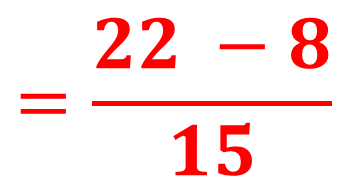 22 – 8
=
15